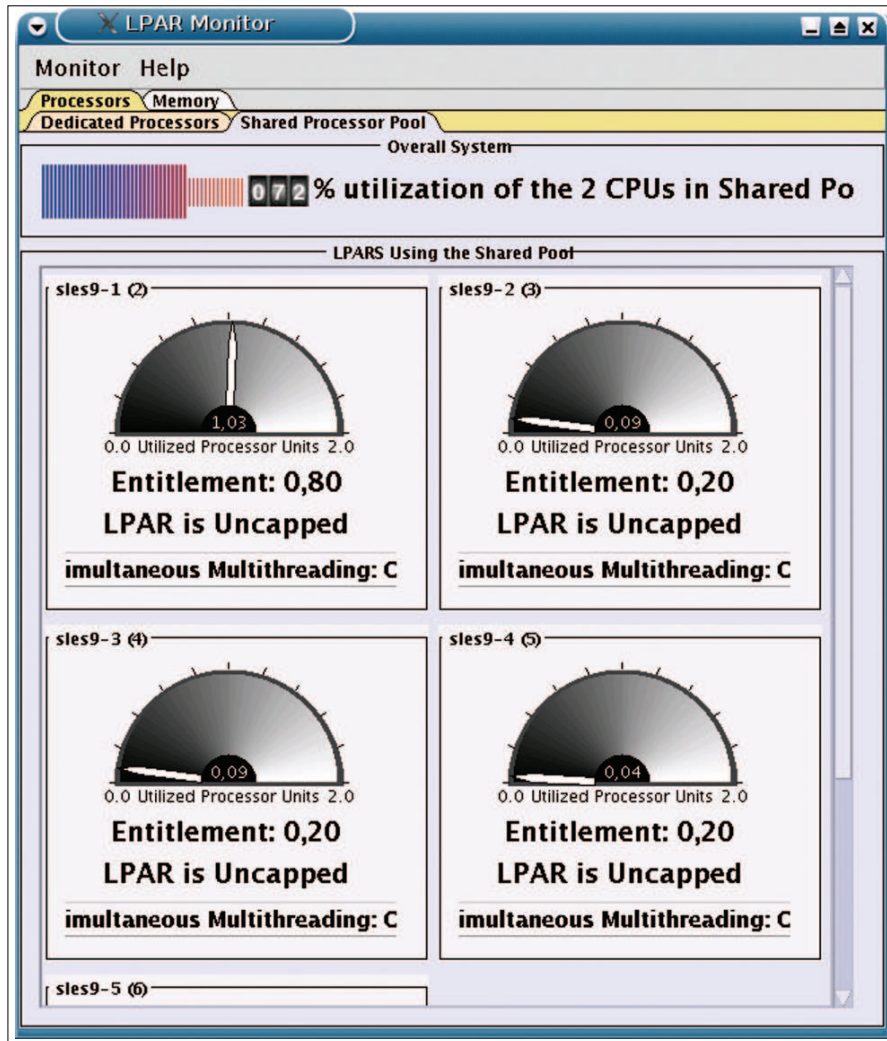 LPAR Monitor
Monitor Help
Processors Memory
Dedicated Processors Shared Processor Pool
Overall System
072 % utilization of the 2 CPUs in Shared Po
LPARS Using the Shared Pool
sles9-1 (2)
1,03
0.0 Utilized Processor Units 2.0
Entitlement: 0,80
LPAR is Uncapped
imultaneous Multithreading: C
sles9-2 (3)
0,09
0.0 Utilized Processor Units 2.0
Entitlement: 0,20
LPAR is Uncapped
imultaneous Multithreading: C
sles9-3 (4)
0,09
0.0 Utilized Processor Units 2.0
Entitlement: 0,20
LPAR is Uncapped
imultaneous Multithreading: C
sles9-4 (5)
0,04
0.0 Utilized Processor Units 2.0
Entitlement: 0,20
LPAR is Uncapped
imultaneous Multithreading: C
sles9-5 (6)